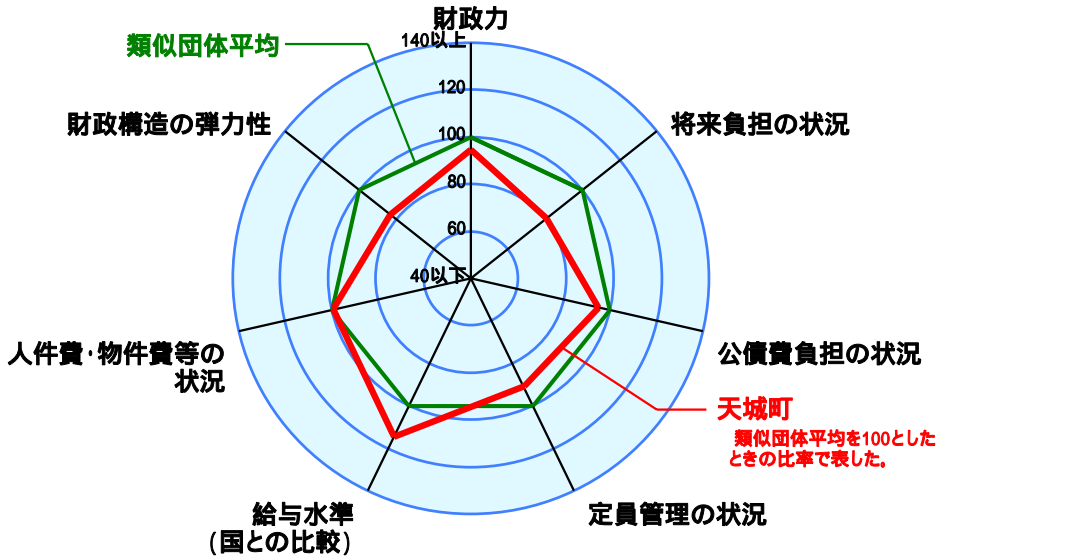 財政力
140以上
類似団体平均
120
財政構造の弾力性
将来負担の状況
100
80
60
40以下
人件費・物件費等の
状況
公債費負担の状況
天城町
類似団体平均を100とした
ときの比率で表した。
給与水準
(国との比較)
定員管理の状況